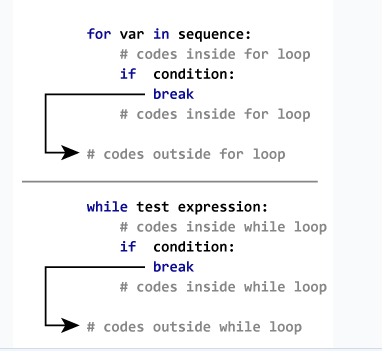 for var in sequence:
# codes inside for loop
if condition:
break
# codes inside for loop
# codes outside for loop
while test expression:
# codes inside while loop
if condition:
break
# codes inside while loop
# codes outside while loop